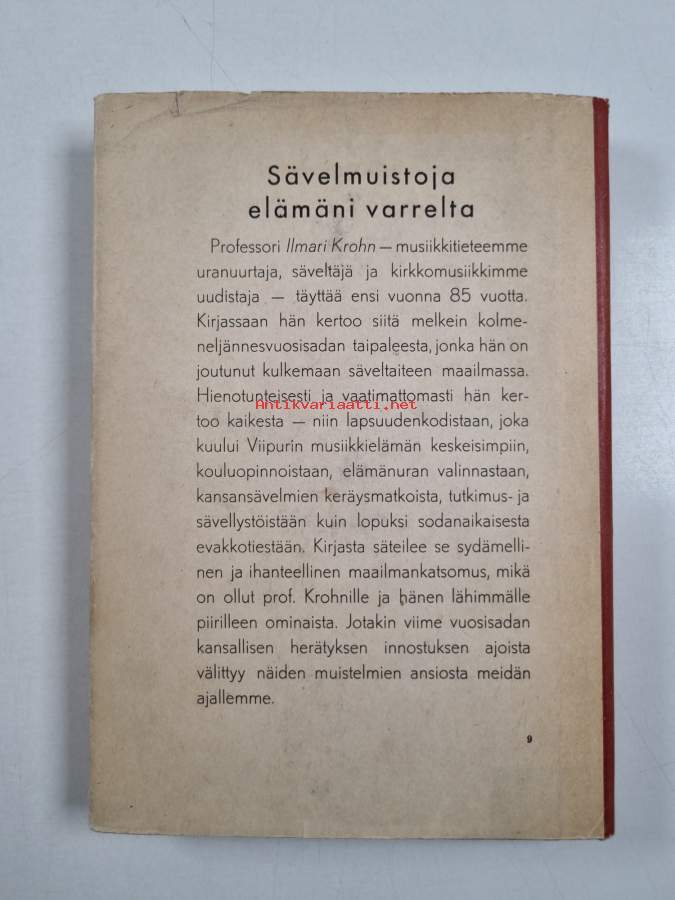 Sävelmuistoja
elämäni varrelta
Professori Ilmari Krohn — musiikkitieteemme
uranuurtaja, säveltäjä ja kirkkomusiikkimme
uudistaja — täyttää ensi vuonna 85 vuotta.
Kirjassaan hän kertoo siitä melkein kolme-
neljännesvuosisadan taipaleesta, jonka hän on
joutunut kulkemaan säveltaiteen maailmassa.
Hienotunteisesti ja vaatimattomasti hän ker-
Antikvariaatti.net
too kaikesta — niin lapsuudenkodistaan, joka
kuului Viipurin musiikkielämän keskeisimpiin,
kouluopinnoistaan, elämänuran valinnastaan,
kansansävelmien keräysmatkoista, tutkimus- ja
sävellystöistään kuin lopuksi sodanaikaisesta
evakkotiestään. Kirjasta säteilee se sydämelli-
nen ja ihanteellinen maailmankatsomus, mikä
on ollut prof. Krohnille ja hänen lähimmälle
piirilleen ominaista. Jotakin viime vuosisadan
kansallisen herätyksen innostuksen ajoista
välittyy näiden muistelmien ansiosta meidän
ajallemme.
9